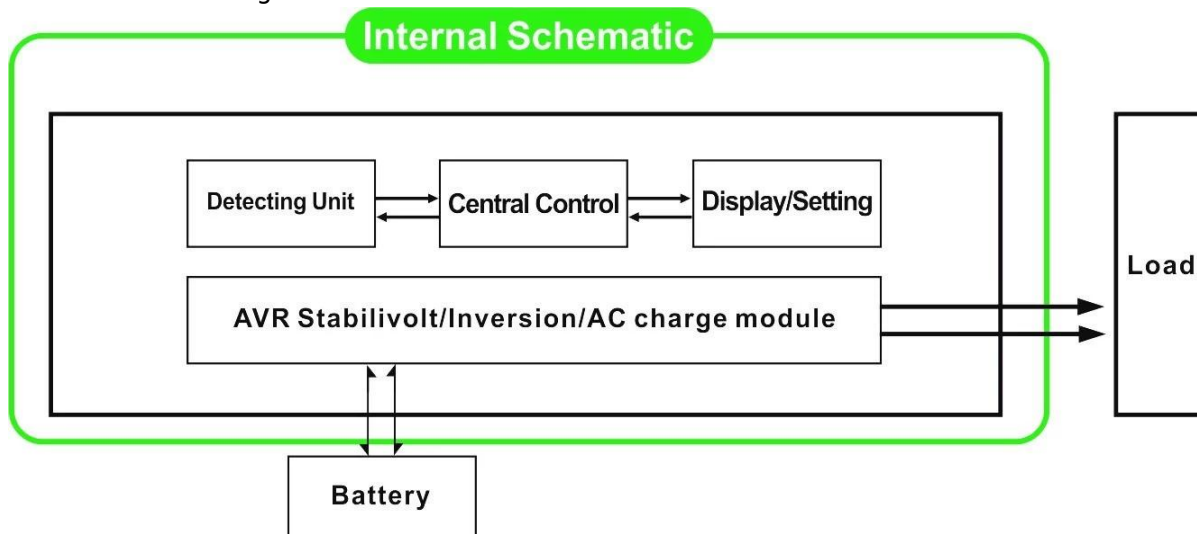 Internal Schematic
Detecting Unit
Central Control
Display/Setting
Load
AVR Stabilivolt/Inversion/AC charge module
Battery